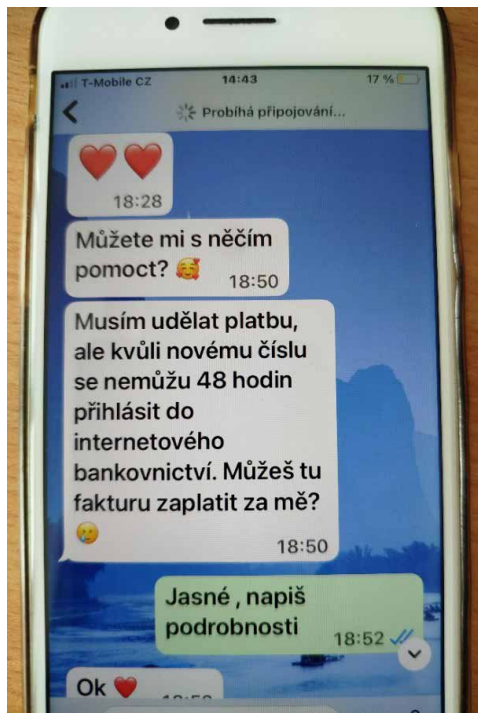 T-Mobile CZ 14:43 17 %
Probíhá připojování...
❤️ ❤️
18:28
Můžete mi s něčím
pomoct? 🥰 18:50
Musím udělat platbu,
ale kvůli novému číslu
se nemůžu 48 hodin
přihlásit do
internetového
bankovnictví. Můžeš tu
fakturu zaplatit za mě?
🥲
18:50
Jasné , napiš
podrobnosti 18:52
Ok ❤️